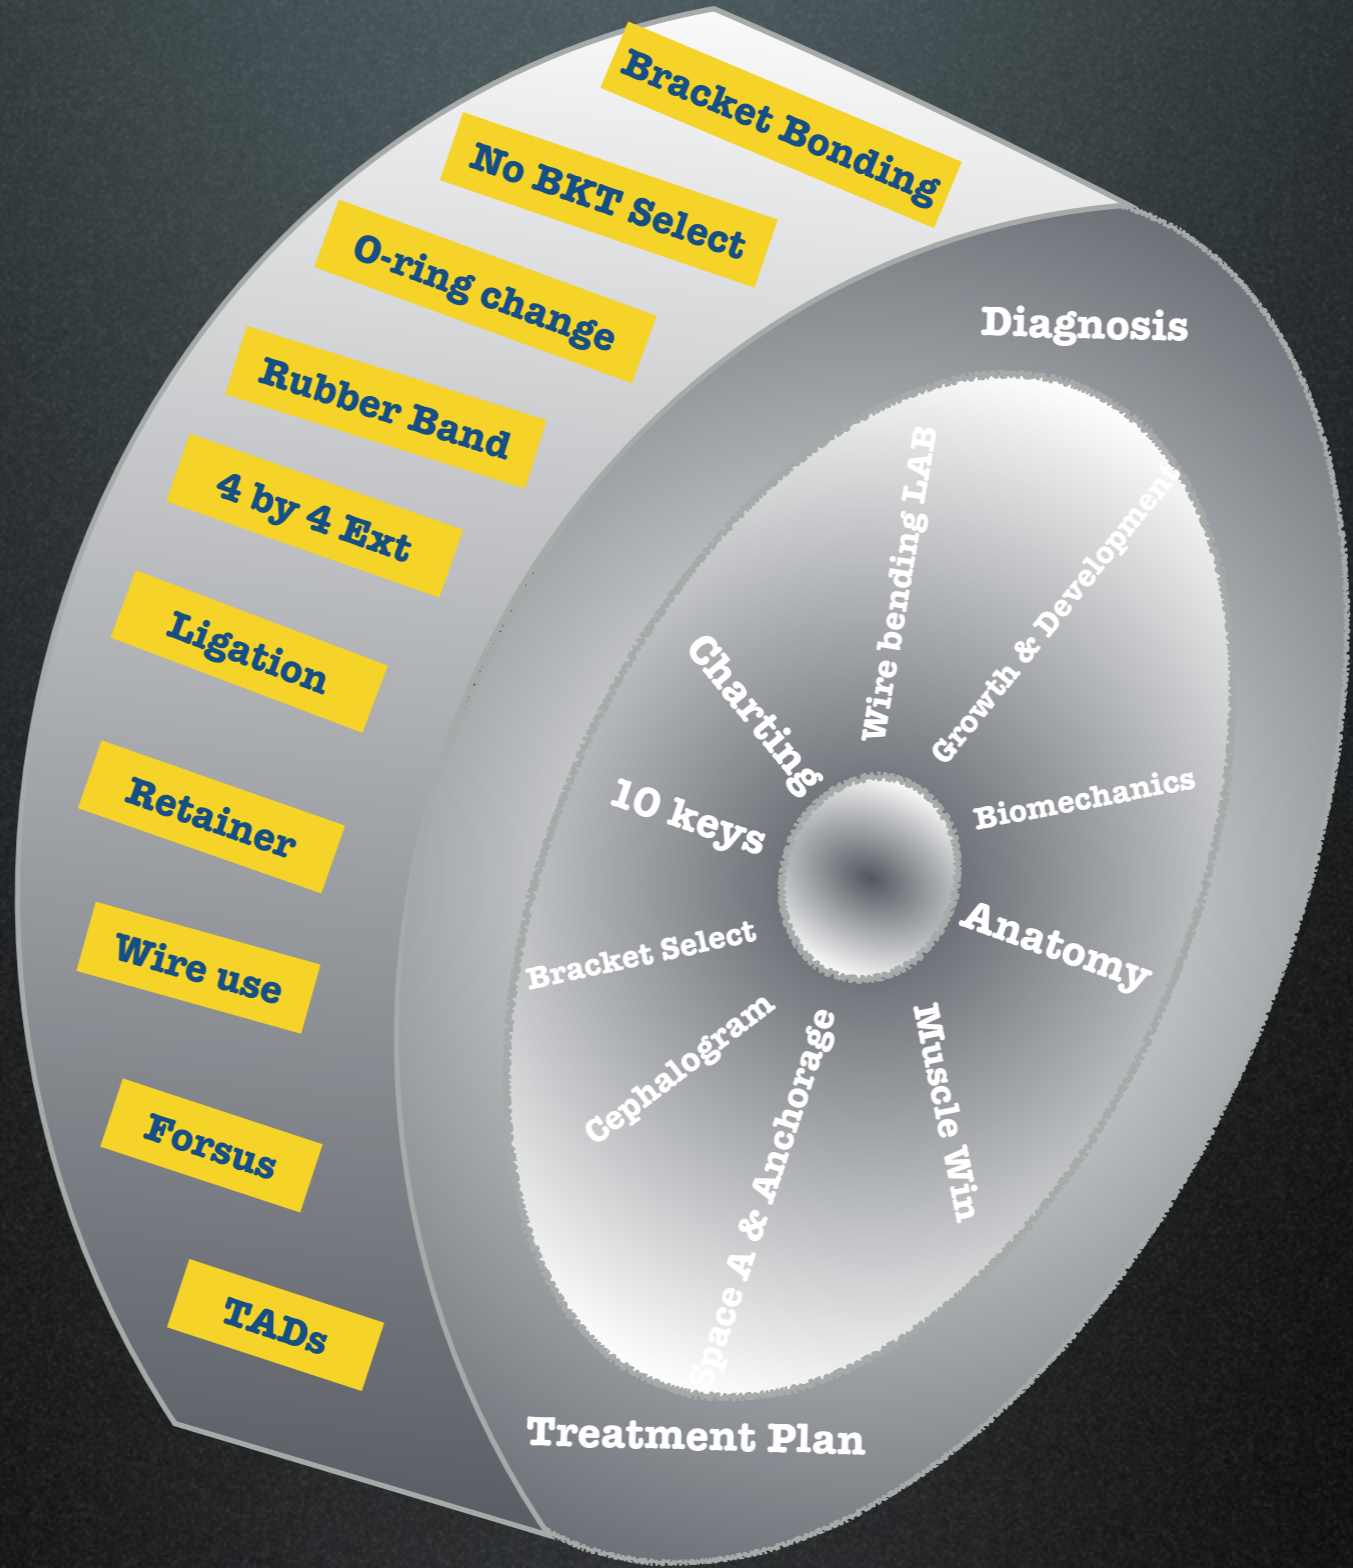 Bracket Bonding
No BKT Select
O-ring change
Rubber Band
4 by 4 Ext
Ligation
Retainer
Wire use
Forsus
TADs
Diagnosis
Wire bending LAB
Growth & Development
Charting
10 keys
Biomechanics
Bracket Select
Anatomy
Cephalogram
Space A & Anchorage
Muscle Win
Treatment Plan